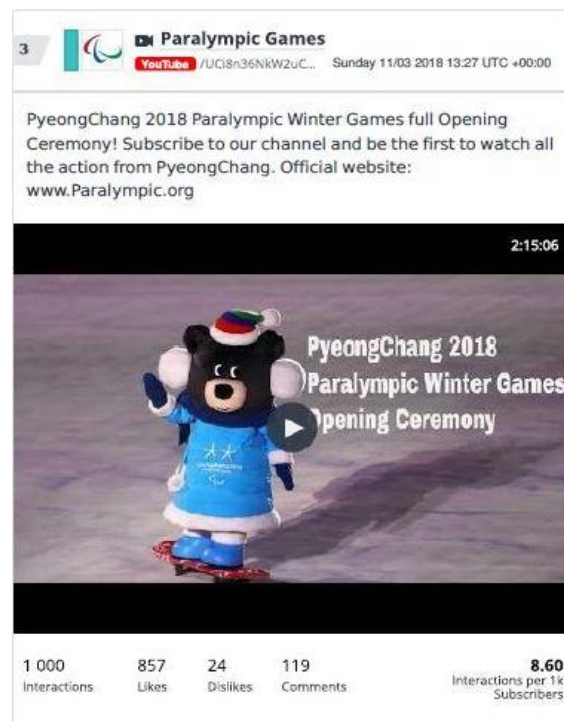 3
Paralympic Games
YouTube /UCi8n36NkW2uC... Sunday 11/03 2018 13:27 UTC +00:00
PyeongChang 2018 Paralympic Winter Games full Opening
Ceremony! Subscribe to our channel and be the first to watch all
the action from PyeongChang. Official website:
www.Paralympic.org
2:15:06
PyeongChang 2018
Paralympic Winter Games
Opening Ceremony
1 000 857 24 119 8.60
Interactions Likes Dislikes Comments Interactions per 1k
Subscribers